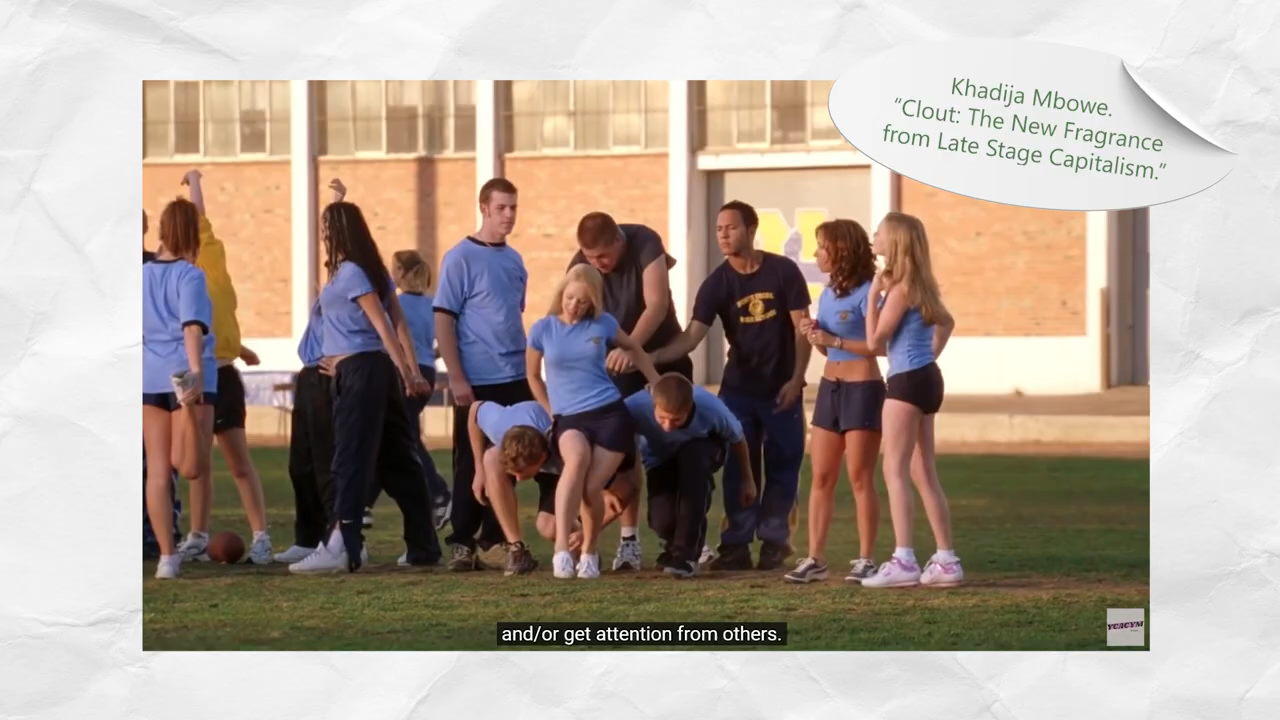 Khadija Mbowe.
“Clout: The New Fragrance
from Late Stage Capitalism.”
and/or get attention from others.